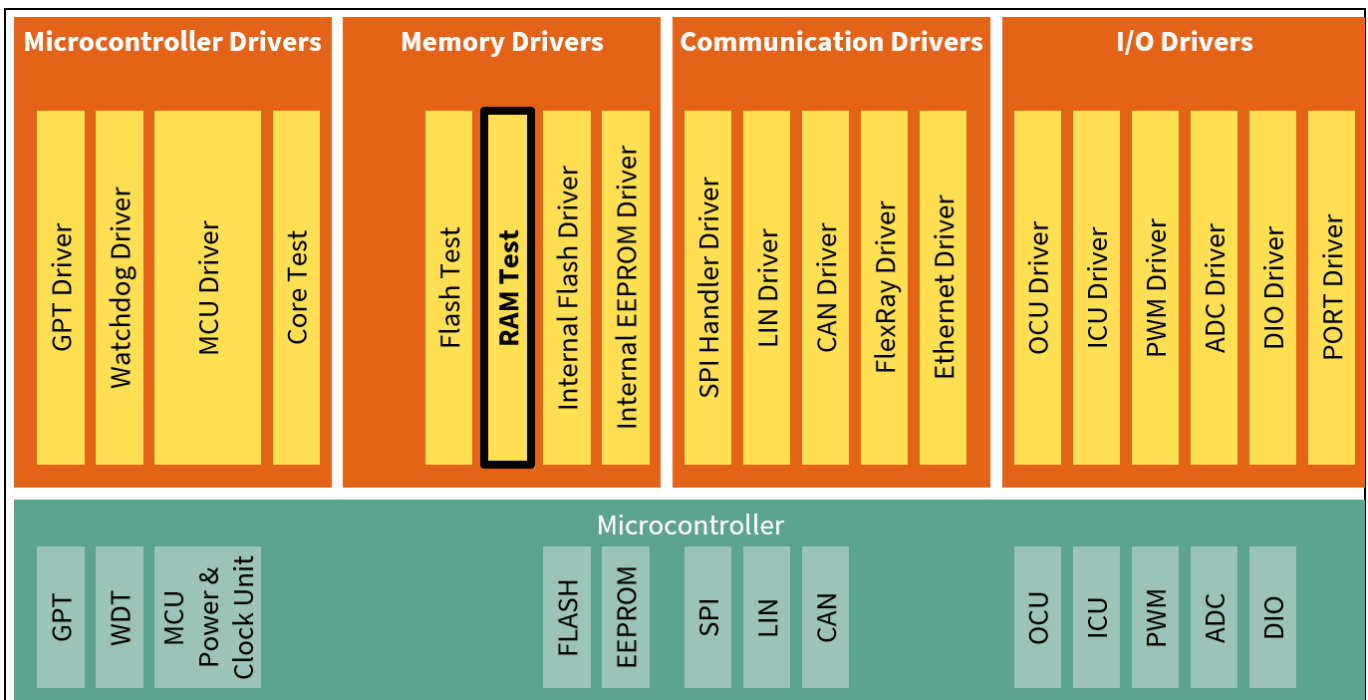 Microcontroller Drivers
GPT Driver
Watchdog Driver
MCU Driver
Core Test
Memory Drivers
Flash Test
RAM Test
Internal Flash Driver
Internal EEPROM Driver
Communication Drivers
SPI Handler Driver
LIN Driver
CAN Driver
FlexRay Driver
Ethernet Driver
I/O Drivers
OCU Driver
ICU Driver
PWM Driver
ADC Driver
DIO Driver
PORT Driver
Microcontroller
GPT
WDT
MCU
Power &
Clock Unit
FLASH
EEPROM
SPI
LIN
CAN
OCU
ICU
PWM
ADC
DIO